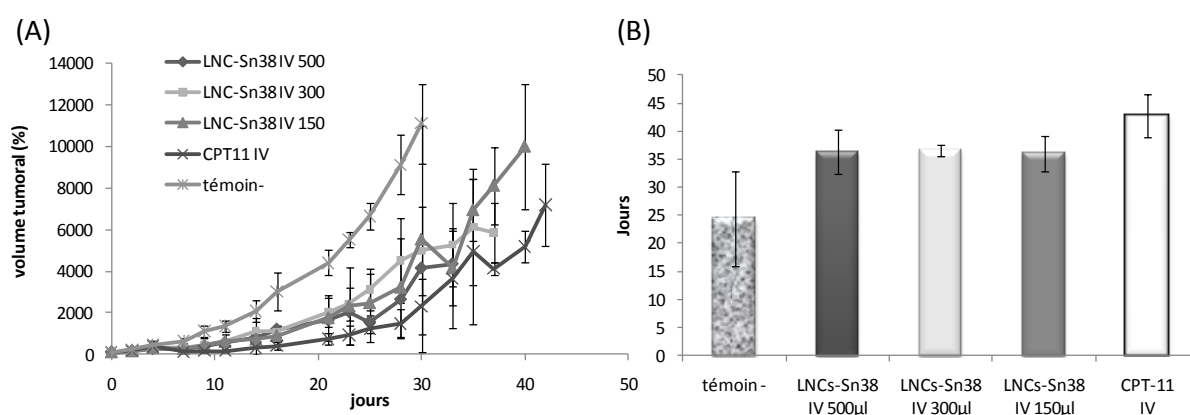 (A)
(B)
LNC-Sn38 IV 500
LNC-Sn38 IV 300
LNC-Sn38 IV 150
CPT11 IV
témoin-
volume tumoral (%)
14000
12000
10000
8000
6000
4000
2000
0
0
10
20
30
40
50
jours
Jours
50
45
40
35
30
25
20
15
10
5
0
témoin -
LNCs-Sn38
IV 500µl
LNCs-Sn38
IV 300µl
LNCs-Sn38
IV 150µl
CPT-11
IV